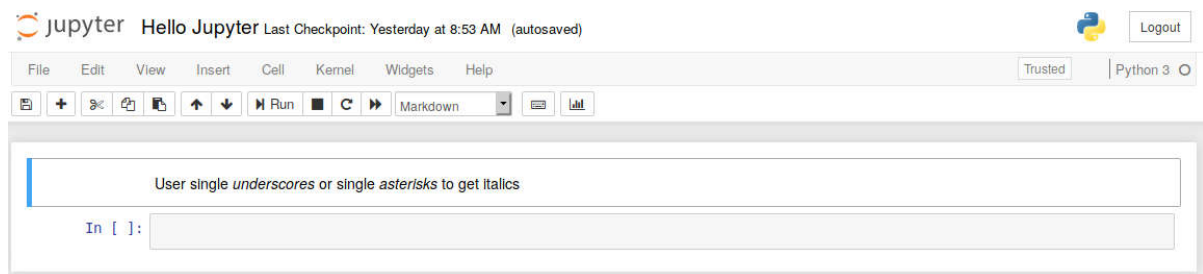 jupyter Hello Jupyter Last Checkpoint: Yesterday at 8:53 AM (autosaved) Logout
File Edit View Insert Cell Kernel Widgets Help Trusted Python 3
Run Markdown
User single underscores or single asterisks to get italics
In [ ]: